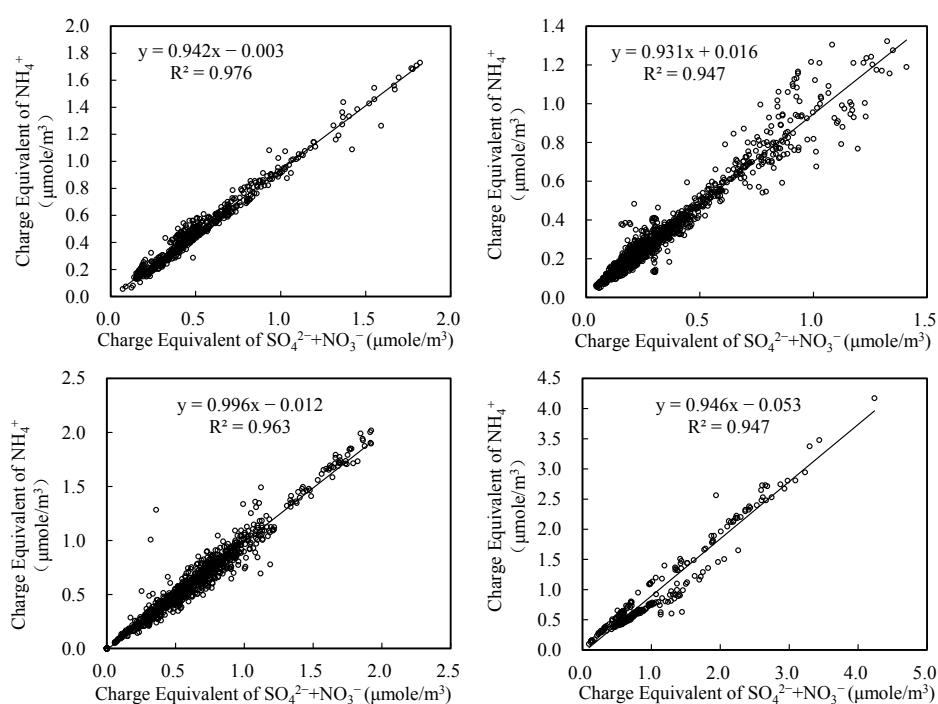 Charge Equivalent of NH₄⁺
（μmole/m³）
2.0
1.8
1.6
1.4
1.2
1.0
0.8
0.6
0.4
0.2
0.0
y = 0.942x − 0.003
R² = 0.976
0.0 0.5 1.0 1.5 2.0
Charge Equivalent of SO₄²⁻+NO₃⁻ (μmole/m³)
Charge Equivalent of NH₄⁺
（μmole/m³）
1.4
1.2
1.0
0.8
0.6
0.4
0.2
0.0
y = 0.931x + 0.016
R² = 0.947
0.0 0.5 1.0 1.5
Charge Equivalent of SO₄²⁻+NO₃⁻ (μmole/m³)
Charge Equivalent of NH₄⁺
（μmole/m³）
2.5
2.0
1.5
1.0
0.5
0.0
y = 0.996x − 0.012
R² = 0.963
0.0 0.5 1.0 1.5 2.0 2.5
Charge Equivalent of SO₄²⁻+NO₃⁻ (μmole/m³)
Charge Equivalent of NH₄⁺
（μmole/m³）
4.5
4.0
3.5
3.0
2.5
2.0
1.5
1.0
0.5
0.0
y = 0.946x − 0.053
R² = 0.947
0.0 1.0 2.0 3.0 4.0 5.0
Charge Equivalent of SO₄²⁻+NO₃⁻ (μmole/m³)